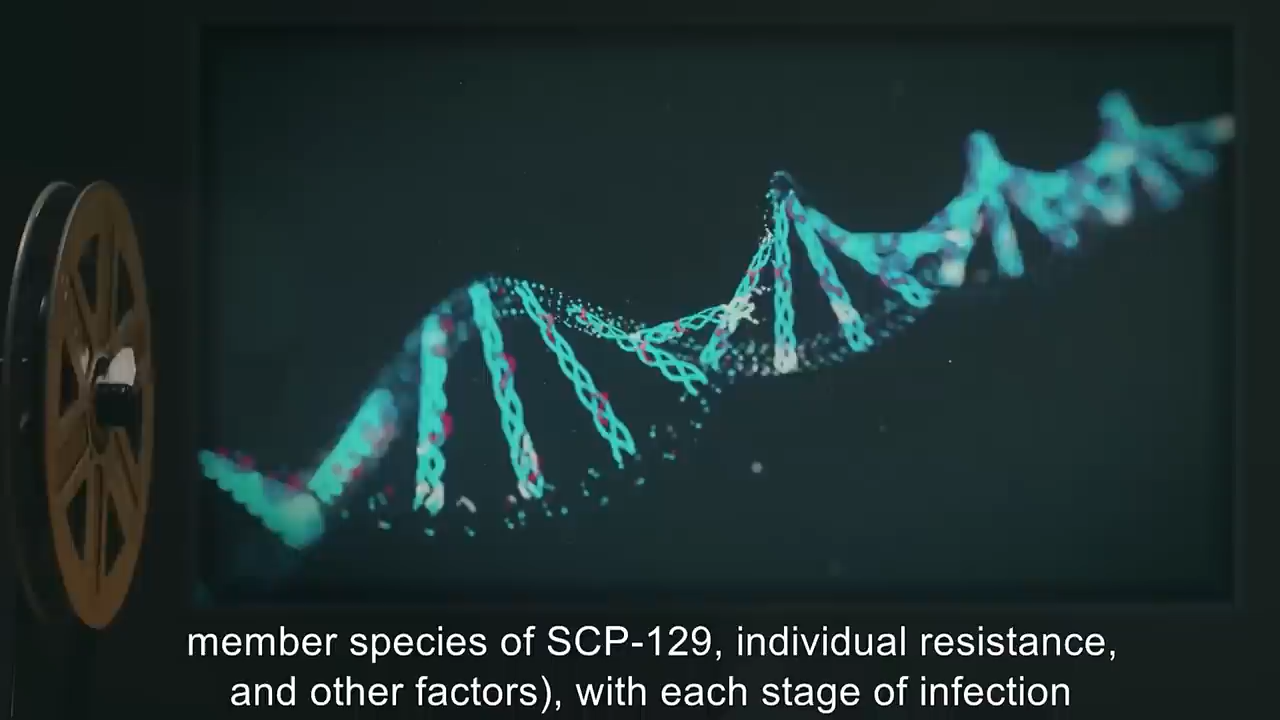 member species of SCP-129, individual resistance,
and other factors), with each stage of infection